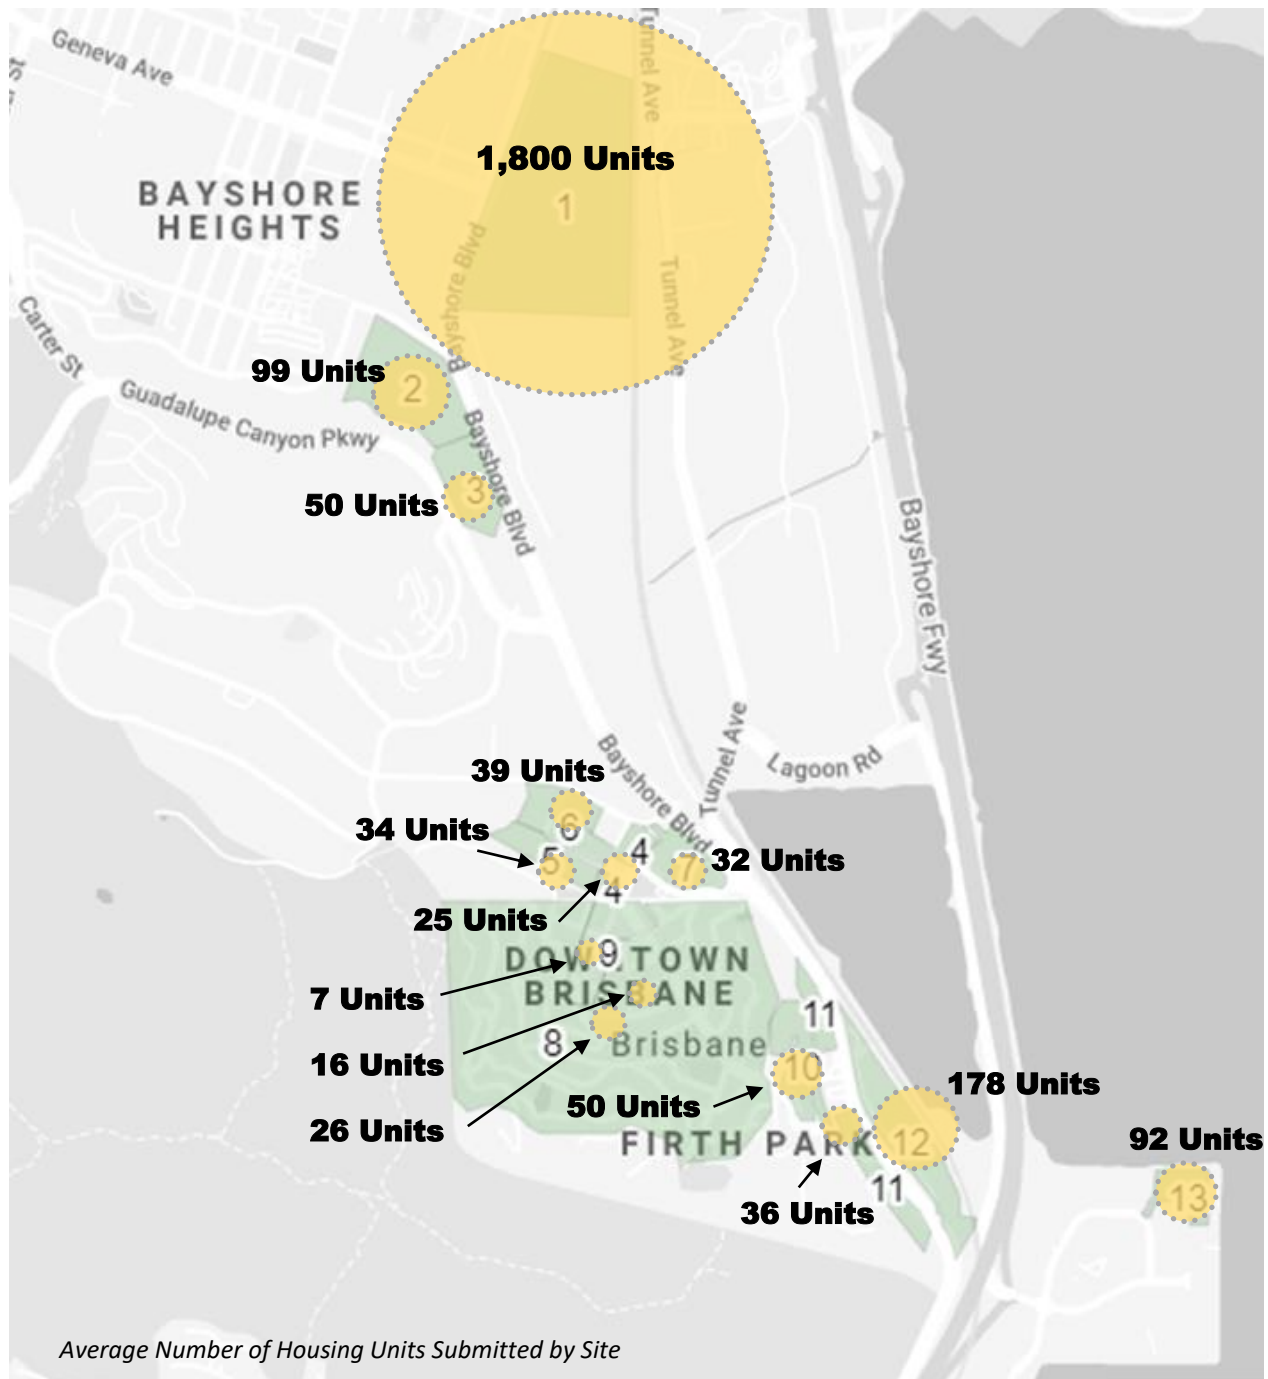 Geneva Ave
Tunnel Ave
1,800 Units
1
BAYSHORE
HEIGHTS
Bayshore Blvd
Tunnel Ave
Carter St
99 Units
2
Guadalupe Canyon Pkwy
Bayshore Blvd
3
50 Units
Bayshore Fwy
Tunnel Ave
Lagoon Rd
Bayshore Blvd
39 Units
6
34 Units
5
4
7
32 Units
4
25 Units
9
DOWNTOWN
BRISBANE
7 Units
11
8
Brisbane
16 Units
10
50 Units
178 Units
26 Units
FIRTH PARK
12
92 Units
13
11
36 Units
Average Number of Housing Units Submitted by Site